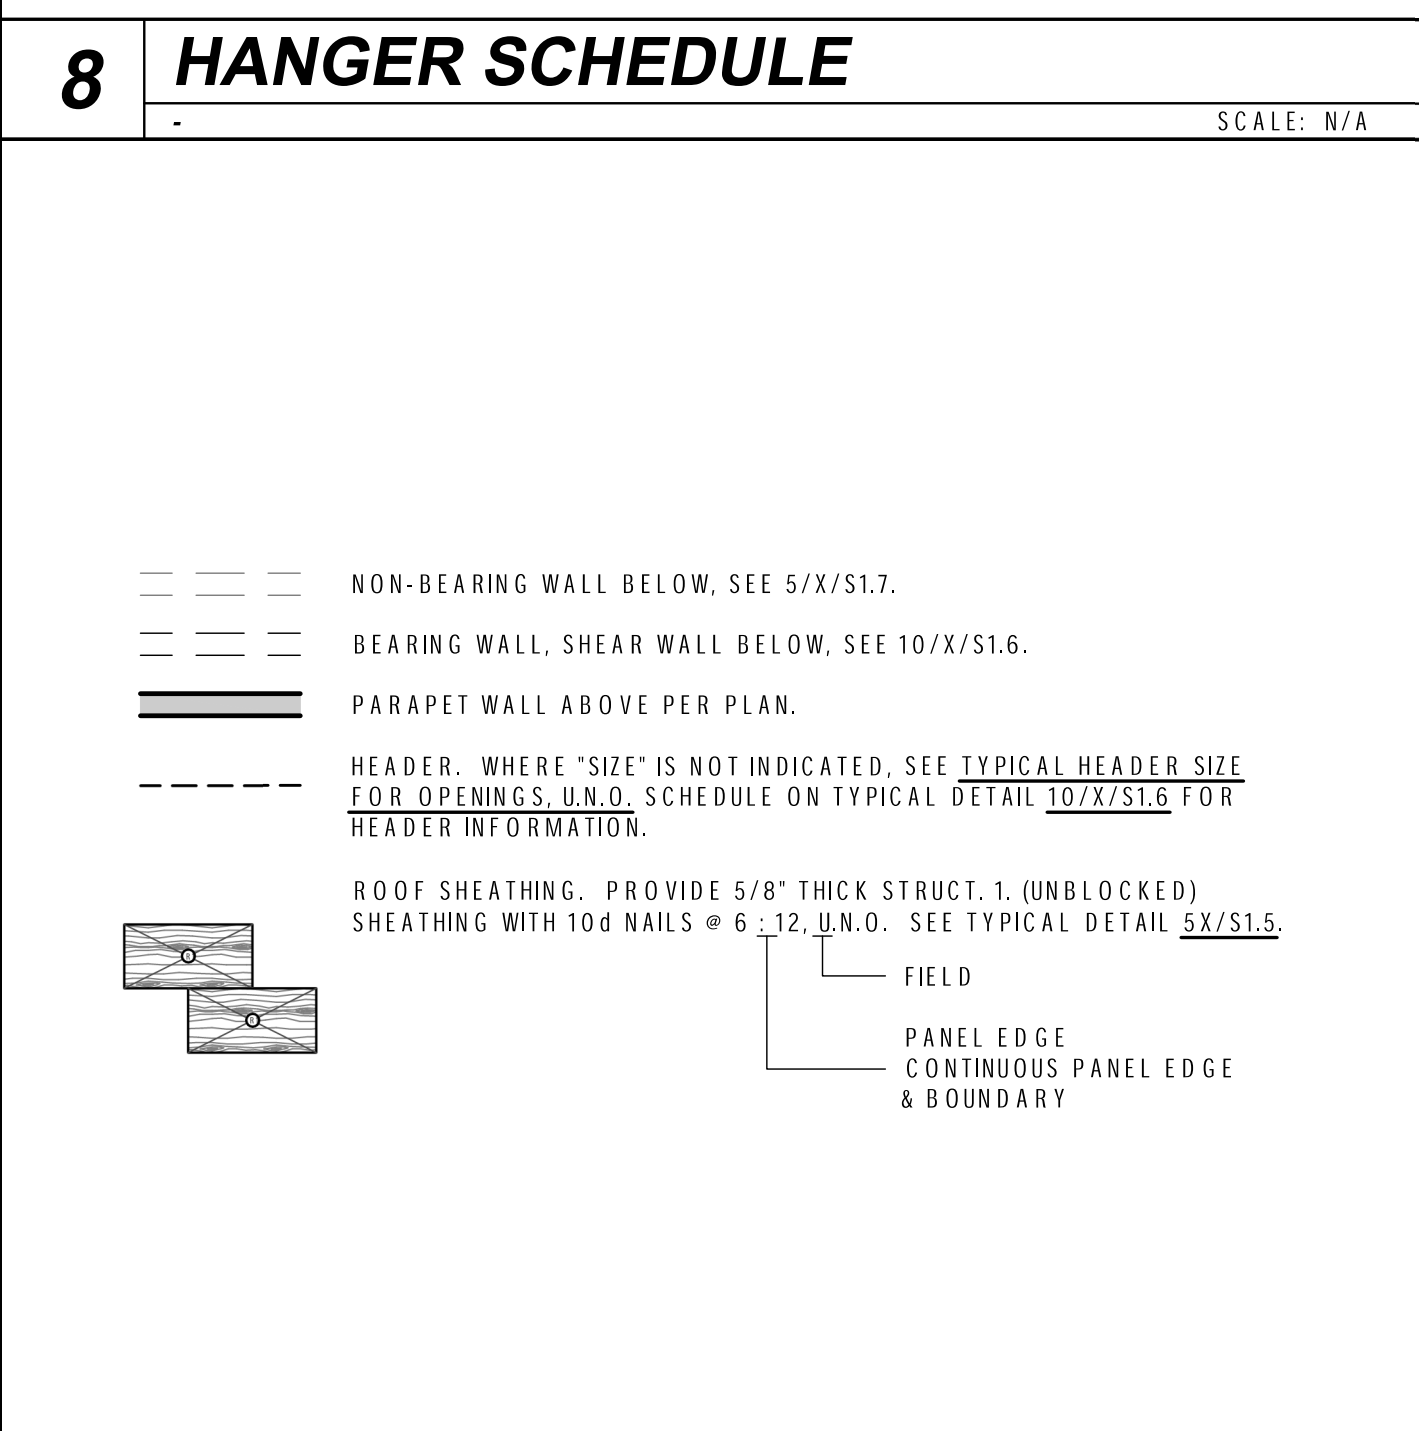 8
HANGER SCHEDULE
-
SCALE: N/A
NON-BEARING WALL BELOW, SEE 5/X/S1.7.
BEARING WALL, SHEAR WALL BELOW, SEE 10/X/S1.6.
PARAPET WALL ABOVE PER PLAN.
HEADER. WHERE "SIZE" IS NOT INDICATED, SEE TYPICAL HEADER SIZE
FOR OPENINGS, U.N.O. SCHEDULE ON TYPICAL DETAIL 10/X/S1.6 FOR
HEADER INFORMATION.
ROOF SHEATHING. PROVIDE 5/8" THICK STRUCT. 1. (UNBLOCKED)
SHEATHING WITH 10d NAILS @ 6 : 12, U.N.O. SEE TYPICAL DETAIL 5X/S1.5.
R
R
FIELD
PANEL EDGE
CONTINUOUS PANEL EDGE
& BOUNDARY